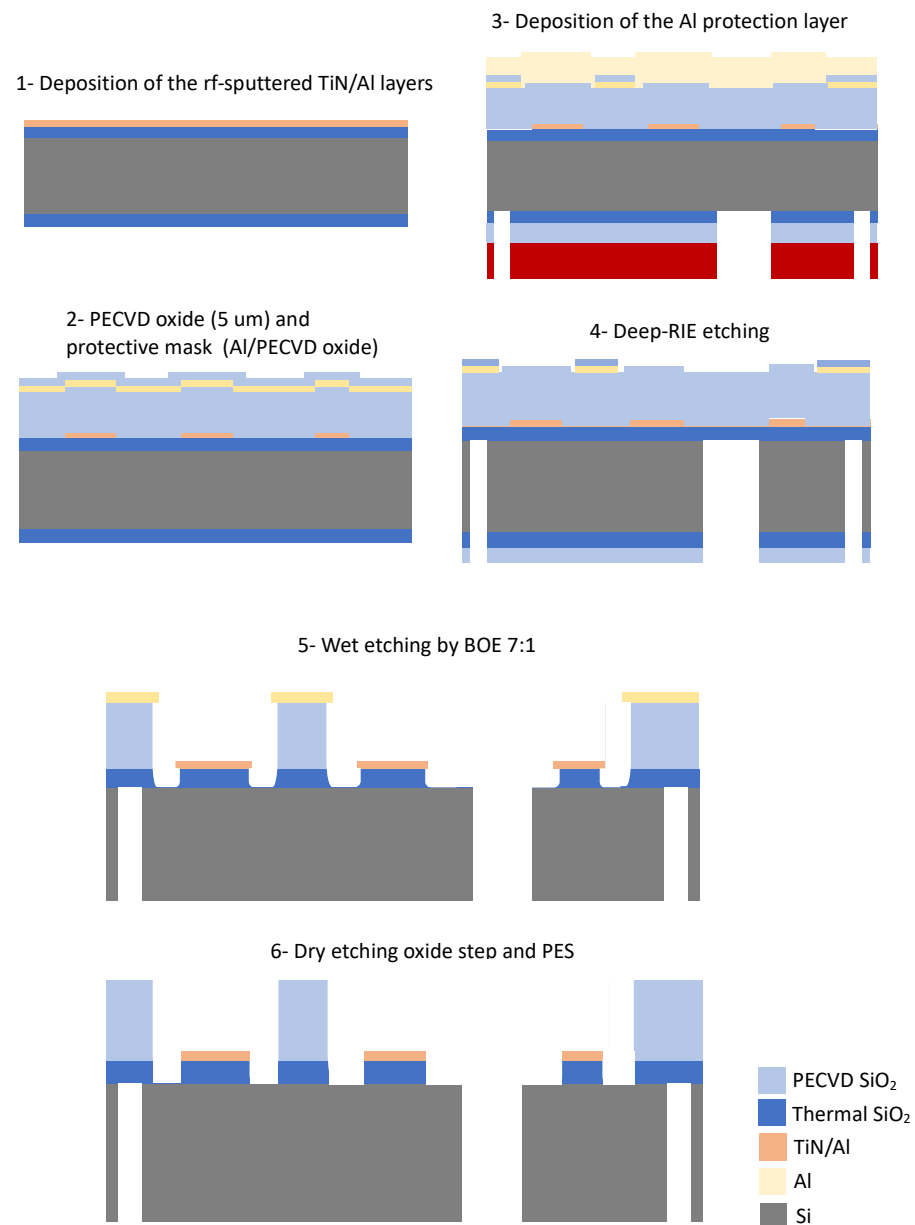 1- Deposition of the rf-sputtered TiN/Al layers
2- PECVD oxide (5 um) and
protective mask (Al/PECVD oxide)
3- Deposition of the Al protection layer
4- Deep-RIE etching
5- Wet etching by BOE 7:1
6- Dry etching oxide step and PES
PECVD SiO₂
Thermal SiO₂
TiN/Al
Al
Si